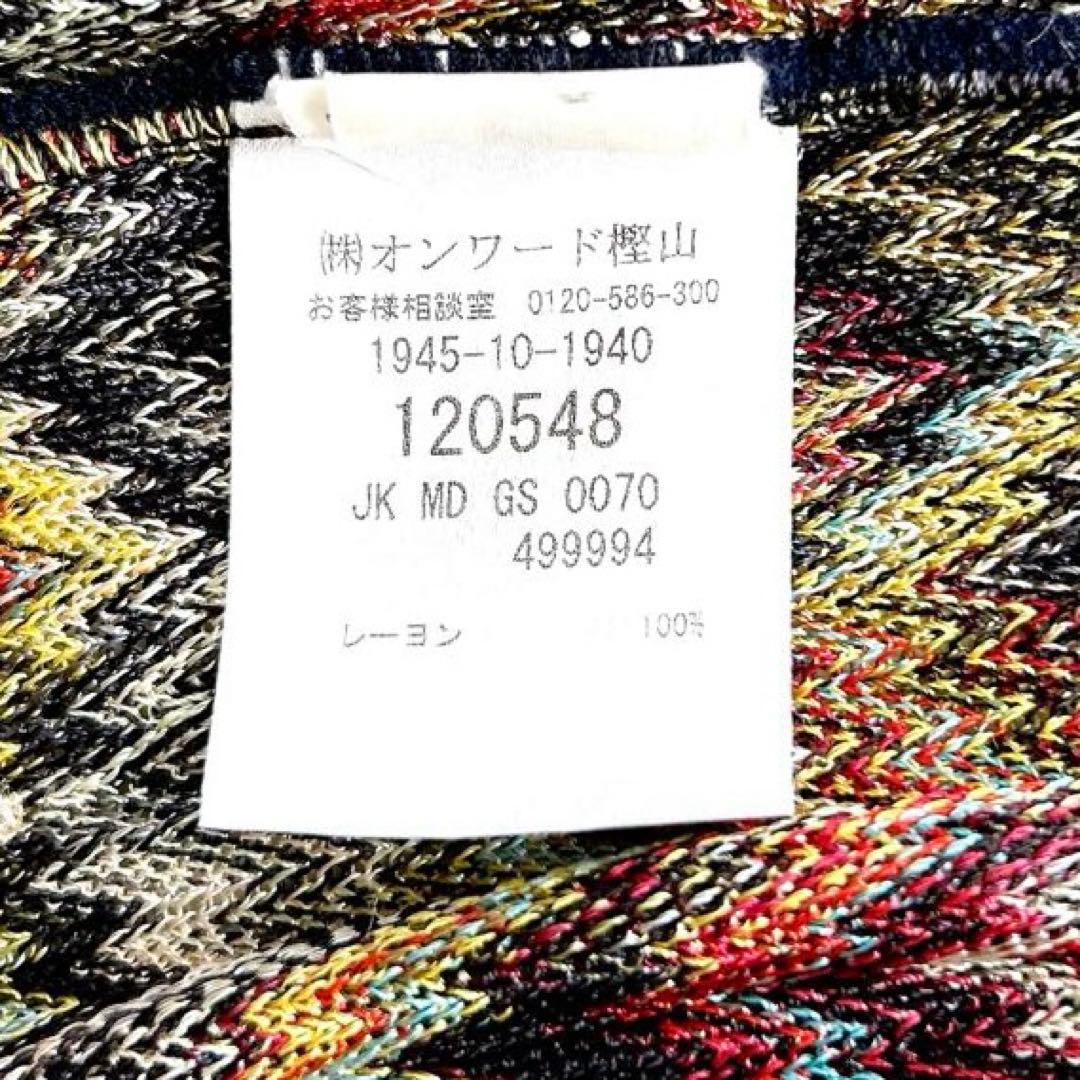 ㈱オンワード樫山
お客様相談室 0120-586-300
1945-10-1940
120548
JK MD GS 0070
499994
レーヨン 100%